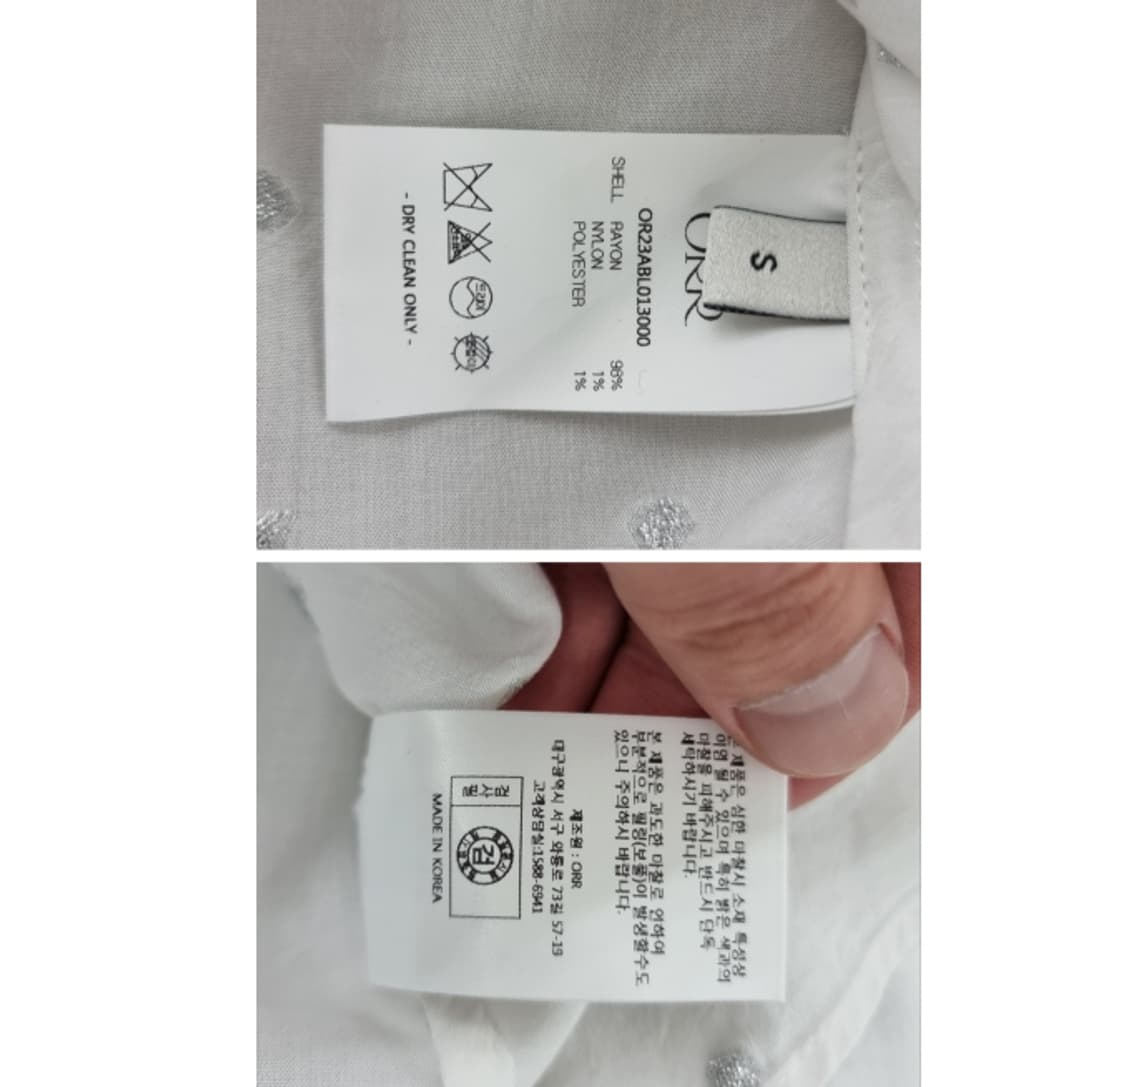 S
ORR
OR23ABL013000
SHELL RAYON 98%
NYLON 1%
POLYESTER 1%
드라이
- DRY CLEAN ONLY -
제품은 심한 마찰시 소재 특성상
이염 될 수 있으며 특히 밝은 색과의
마찰을 피해주시고 반드시 단독
세탁하시기 바랍니다.
본 제품은 과도한 마찰로 인하여
부분적으로 필링(보풀)이 발생할수도
있으니 주의하시 바랍니다.
제조원 : ORR
대구광역시 서구 와룡로 73길 57-19
고객상담실:1588-6941
검사필
검
MADE IN KOREA